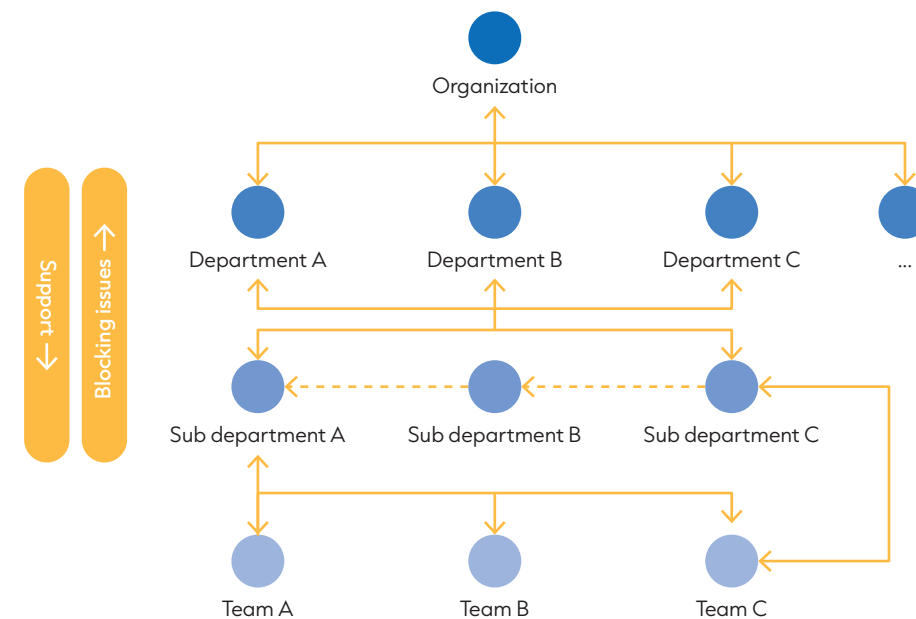 Organization
Support →
Blocking issues →
Department A
Department B
Department C
...
Sub department A
Sub department B
Sub department C
Team A
Team B
Team C